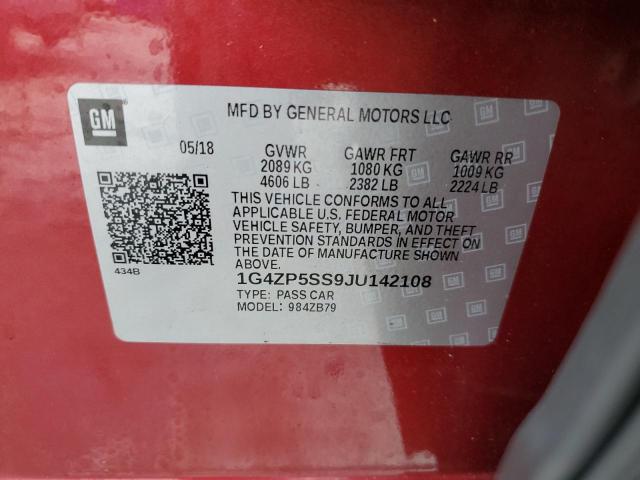 GM
MFD BY GENERAL MOTORS LLC
05/18 GVWR GAWR FRT GAWR RR
2089 KG 1080 KG 1009 KG
4606 LB 2382 LB 2224 LB
THIS VEHICLE CONFORMS TO ALL
APPLICABLE U.S. FEDERAL MOTOR
VEHICLE SAFETY, BUMPER, AND THEFT
PREVENTION STANDARDS IN EFFECT ON
THE DATE OF MANUFACTURE SHOWN
ABOVE.
434B
1G4ZP5SS9JU142108
TYPE: PASS CAR
MODEL: 984ZB79